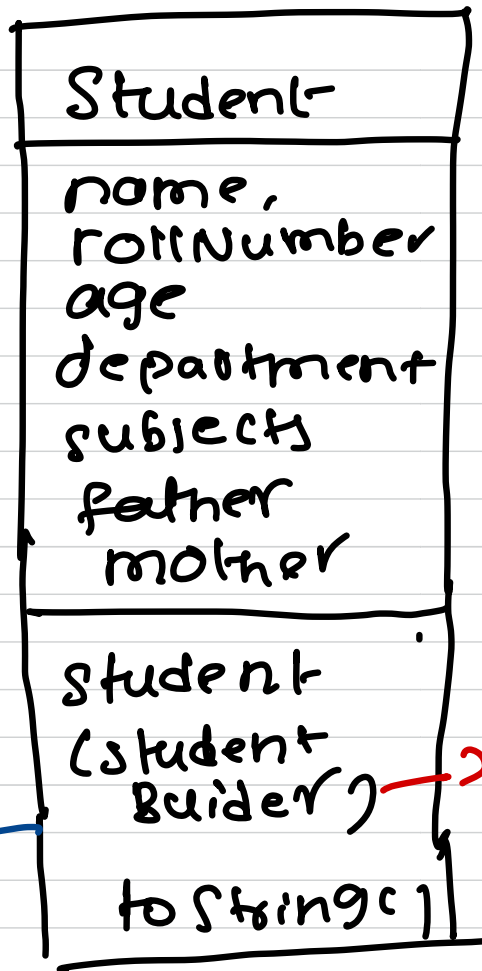 Student
name,
rollNumber
age
department
subjects
father
mother
student
(student
Builder)
toString()